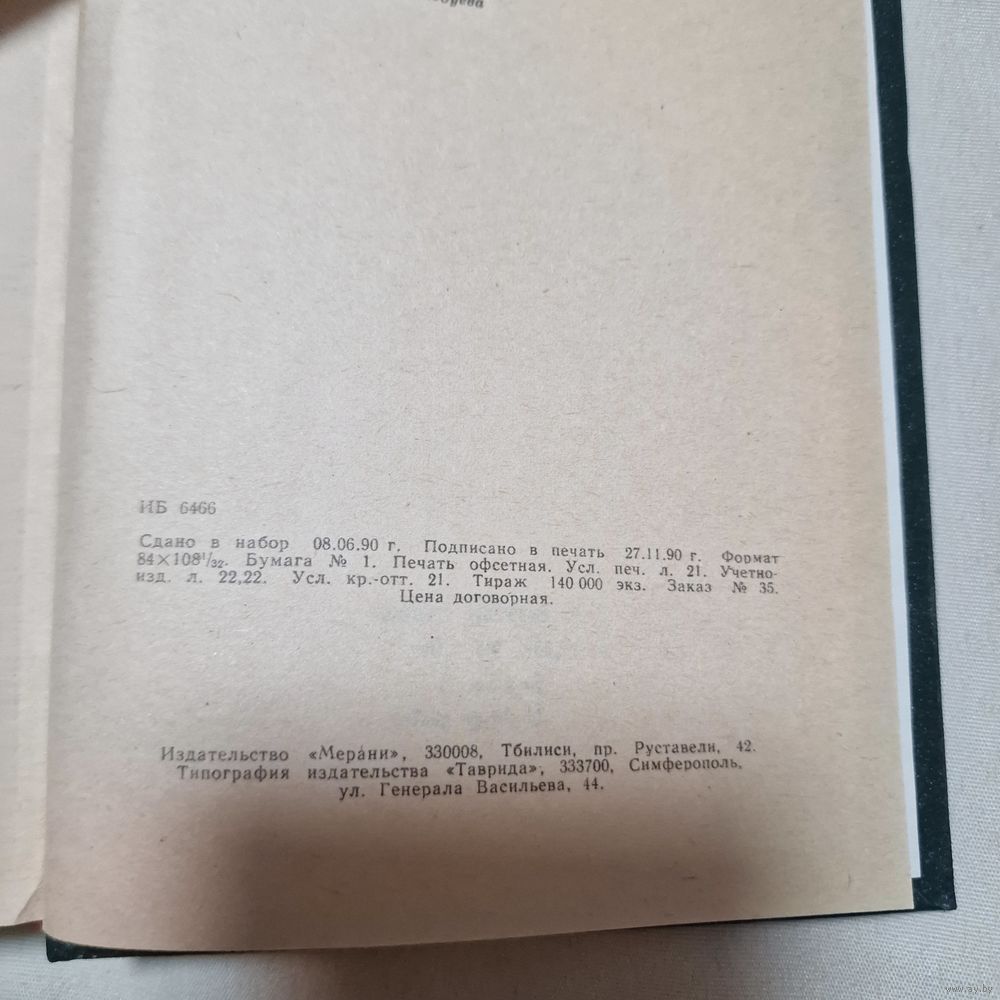 ИБ 6466
Сдано в набор 08.06.90 г. Подписано в печать 27.11.90 г. Формат
84×108¹/₃₂. Бумага № 1. Печать офсетная. Усл. печ. л. 21. Учетно-
изд. л. 22,22. Усл. кр.-отт. 21. Тираж 140 000 экз. Заказ № 35.
Цена договорная.
Издательство «Мерани», 330008, Тбилиси, пр. Руставели, 42.
Типография издательства «Таврида», 333700, Симферополь,
ул. Генерала Васильева, 44.
www.ay.by